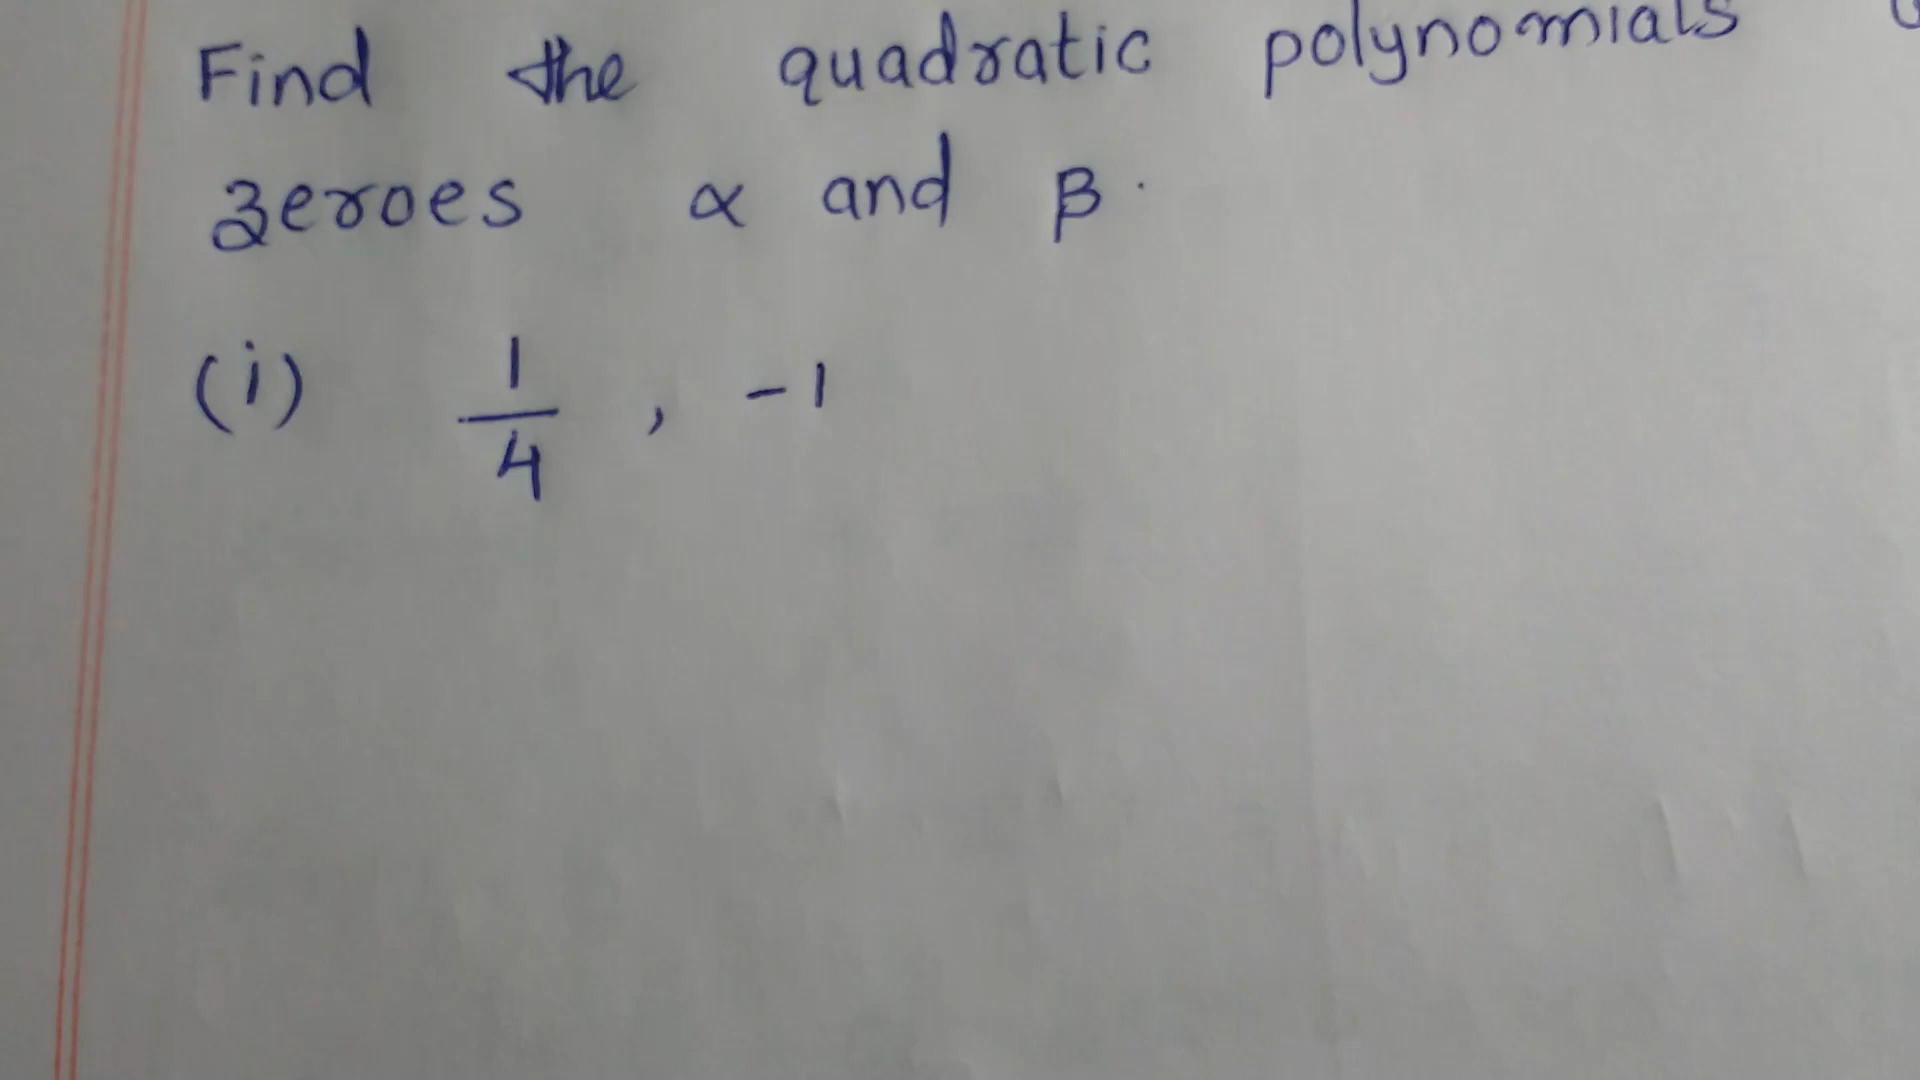 Find the quadratic polynomials
zeroes α and β.
(i) 1/4 , -1